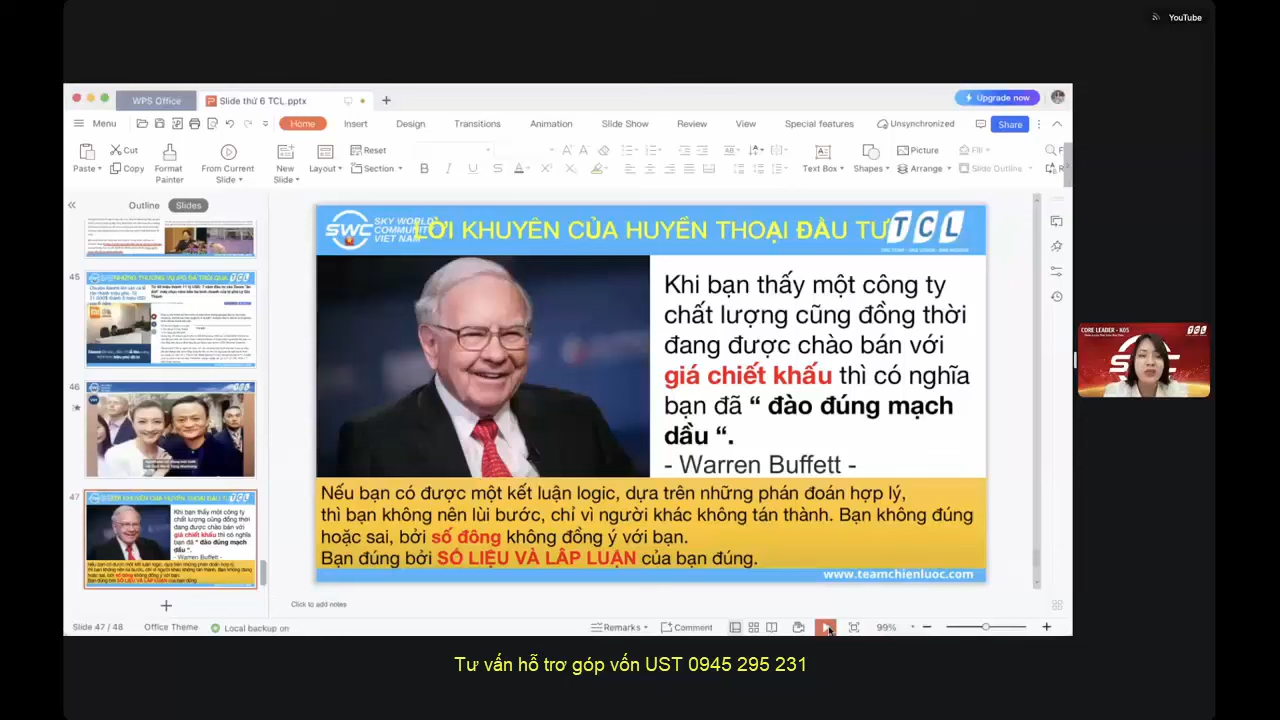 YouTube
WPS Office
Slide thứ 6 TCL.pptx
Upgrade now
Menu
Home
Insert
Design
Transitions
Animation
Slide Show
Review
View
Special features
Unsynchronized
Share
Paste
Cut
Copy
Format Painter
From Current Slide
New Slide
Layout
Reset
Section
Text Box
Shapes
Picture
Arrange
Fill
Slide Outline
Outline
Slides
45
46
47
SWC SKY WORLD COMMUNITY VIET NAM
LỜI KHUYÊN CỦA HUYỀN THOẠI ĐẦU TƯ
TCL
Khi bạn thấy một công ty
chất lượng cũng đồng thời
đang được chào bán với
giá chiết khấu thì có nghĩa
bạn đã “ đào đúng mạch
dầu “.
- Warren Buffett -
Nếu bạn có được một kết luận logic, dựa trên những phán đoán hợp lý,
thì bạn không nên lùi bước, chỉ vì người khác không tán thành. Bạn không đúng
hoặc sai, bởi số đông không đồng ý với bạn.
Bạn đúng bởi SỐ LIỆU VÀ LẬP LUẬN của bạn đúng.
www.teamchienluoc.com
CORE LEADER - K05
TCL
Click to add notes
Slide 47 / 48
Office Theme
Local backup on
Remarks
Comment
99%
Tư vấn hỗ trơ góp vốn UST 0945 295 231